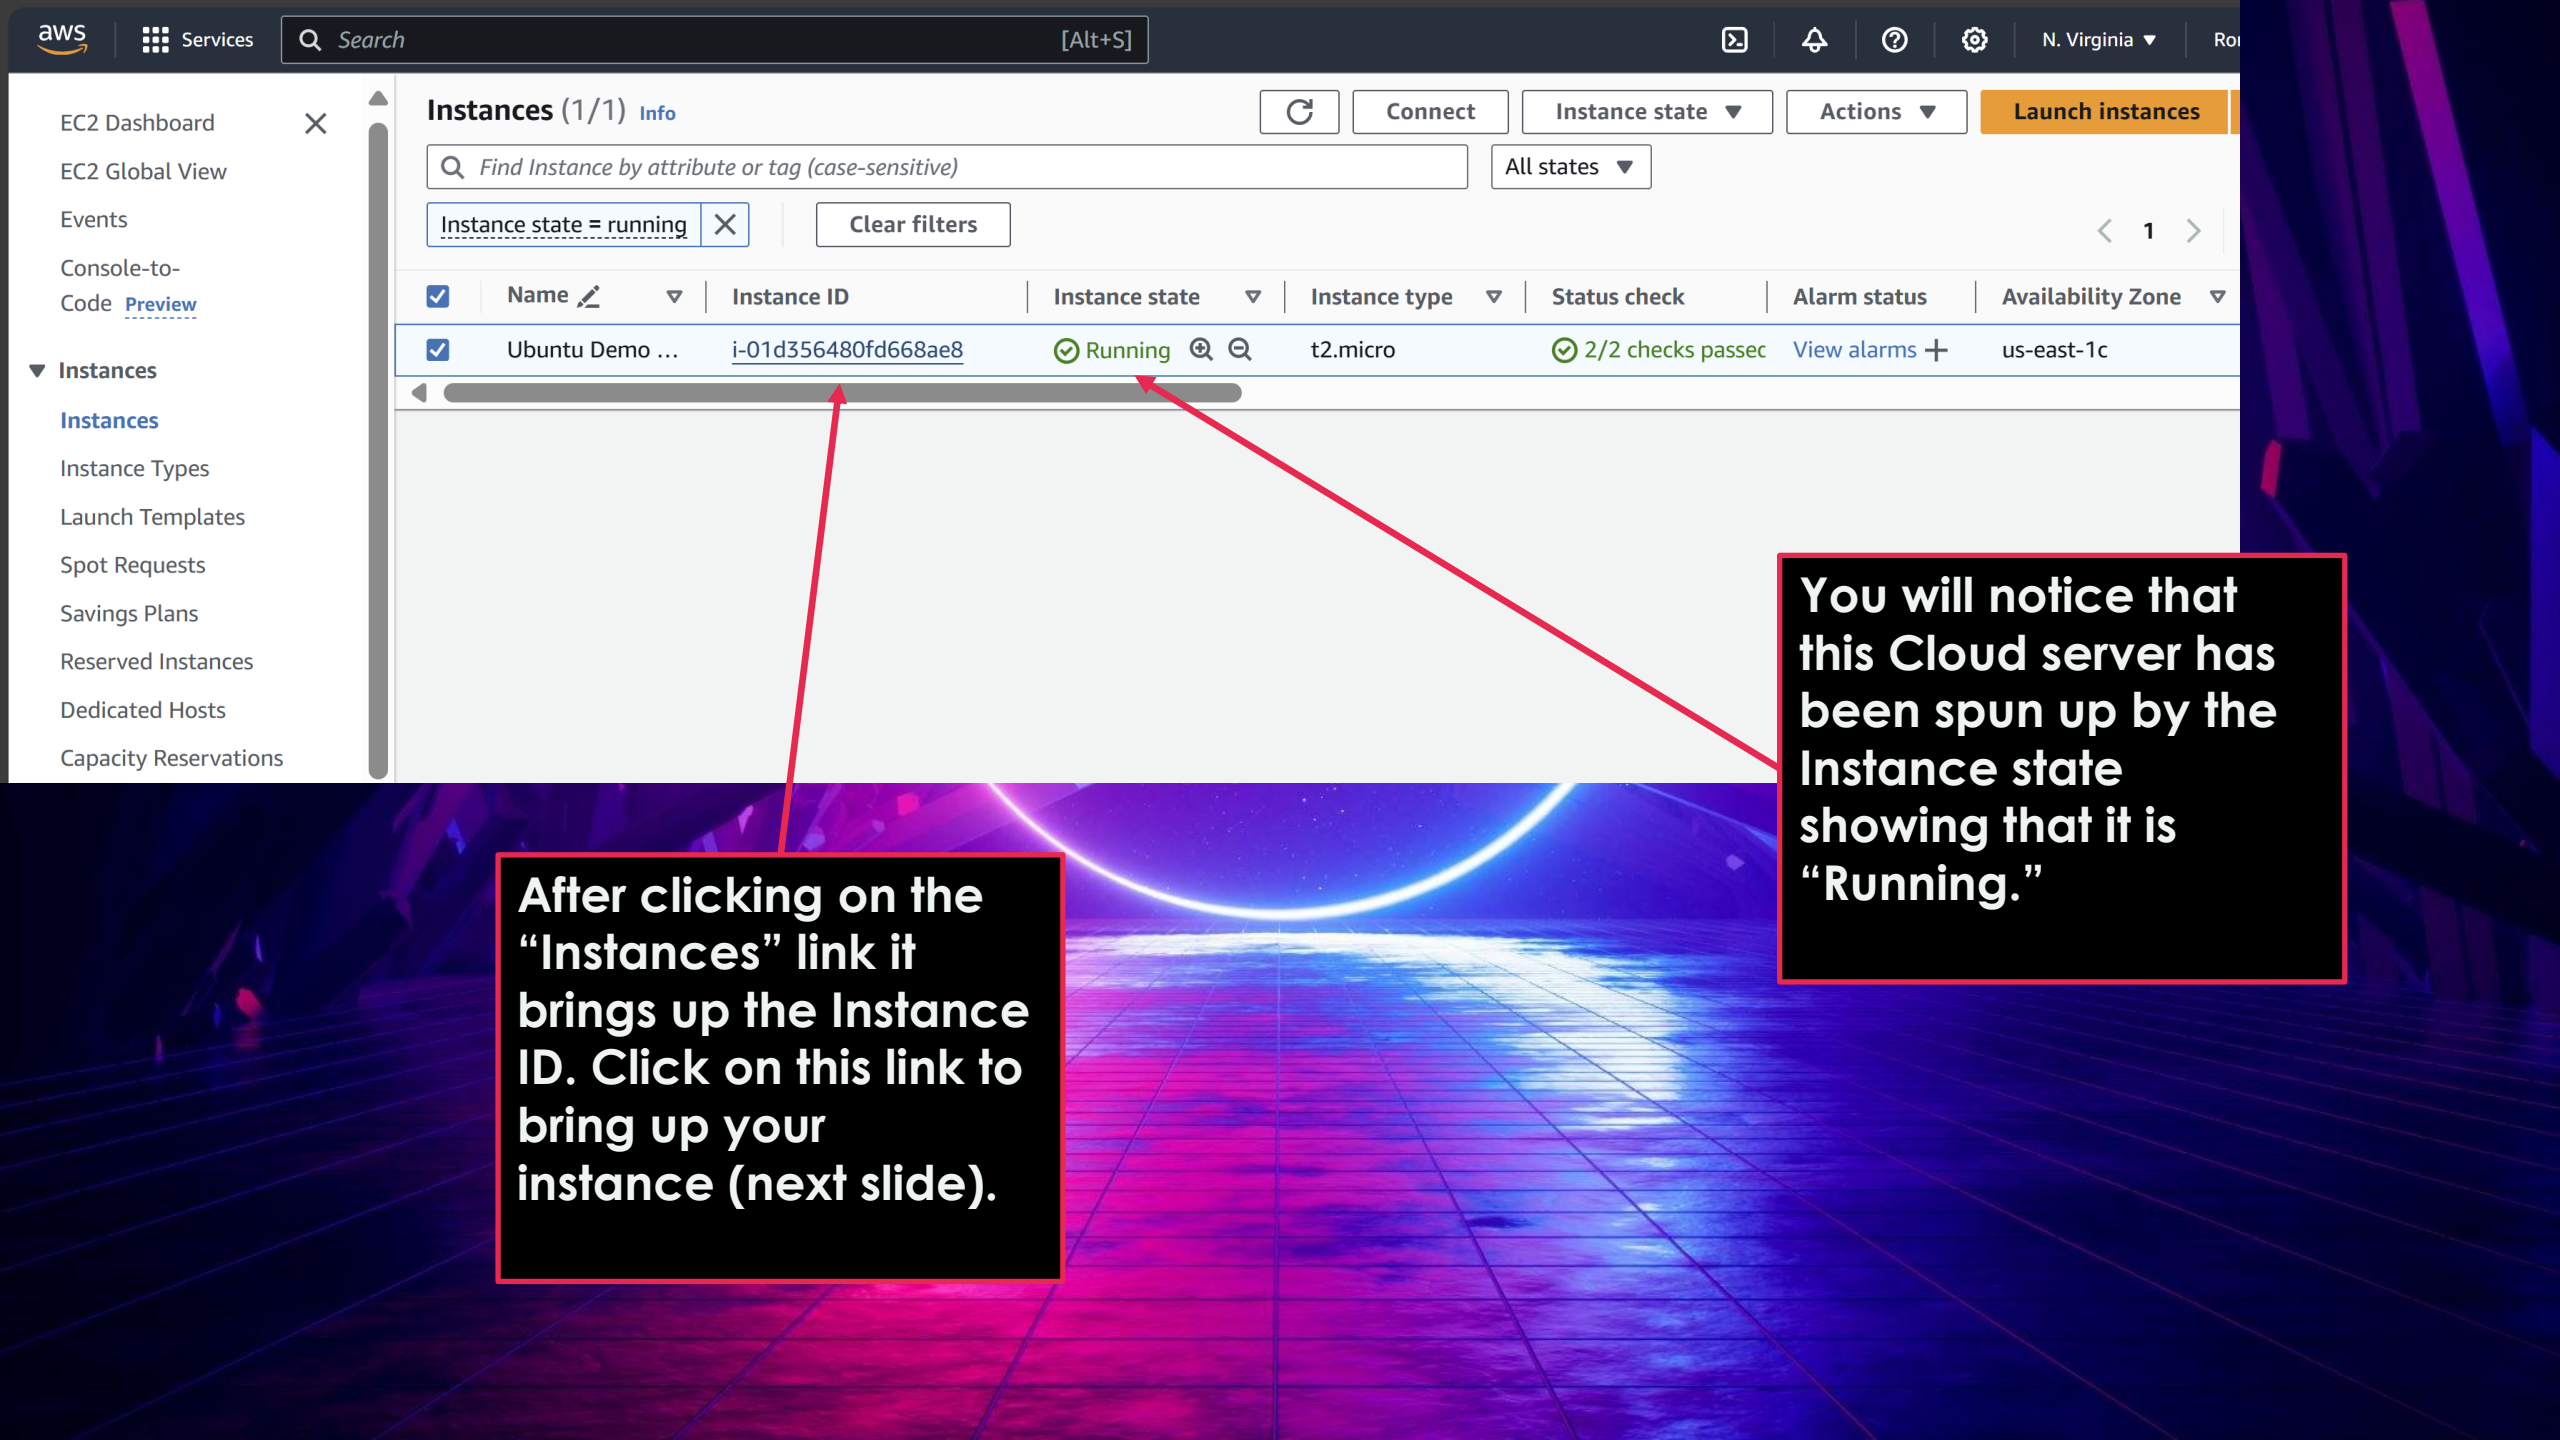 aws
Services
Search
[Alt+S]
N. Virginia
EC2 Dashboard
EC2 Global View
Events
Console-to-
Code Preview
Instances
Instances
Instance Types
Launch Templates
Spot Requests
Savings Plans
Reserved Instances
Dedicated Hosts
Capacity Reservations
Instances (1/1) Info
Connect
Instance state
Actions
Launch instances
Find Instance by attribute or tag (case-sensitive)
All states
Instance state = running
Clear filters
1
Name
Instance ID
Instance state
Instance type
Status check
Alarm status
Availability Zone
Ubuntu Demo ...
i-01d356480fd668ae8
Running
t2.micro
2/2 checks
View alarms +
us-east-1c
After clicking on the
“Instances” link it
brings up the Instance
ID. Click on this link to
bring up your
instance (next slide).
You will notice that
this Cloud server has
been spun up by the
Instance state
showing that it is
“Running.”